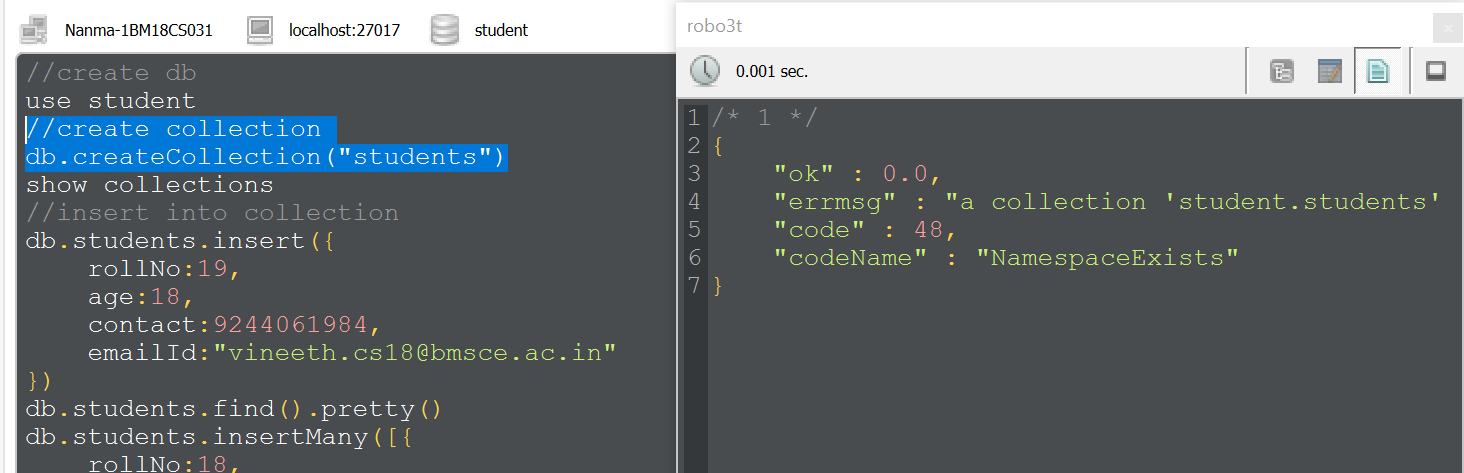 Nanma-1BM18CS031 localhost:27017 student
//create db
use student
//create collection
db.createCollection("students")
show collections
//insert into collection
db.students.insert({
    rollNo:19,
    age:18,
    contact:9244061984,
    emailId:"vineeth.cs18@bmsce.ac.in"
})
db.students.find().pretty()
db.students.insertMany([{
    rollNo:18,
robo3t
0.001 sec.
1 /* 1 */
2 {
3     "ok" : 0.0,
4     "errmsg" : "a collection 'student.students'
5     "code" : 48,
6     "codeName" : "NamespaceExists"
7 }